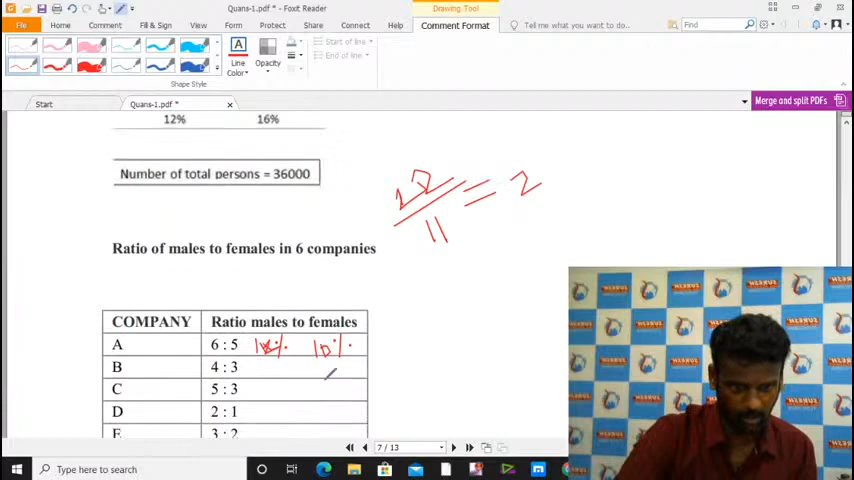 Quans-1.pdf * - Foxit Reader
Drawing Tool
File Home Comment Fill & Sign View Form Protect Share Connect Help Comment Format Tell me what you want to do... Find
Line Color Opacity Start of line End of line
Shape Style
Start Quans-1.pdf * Merge and split PDFs
12% 16%
Number of total persons = 36000
= 2
11
Ratio of males to females in 6 companies
COMPANY Ratio males to females
A 6 : 5 10%
B 4 : 3
C 5 : 3
D 2 : 1
E 3 : 2
7 / 13
Type here to search